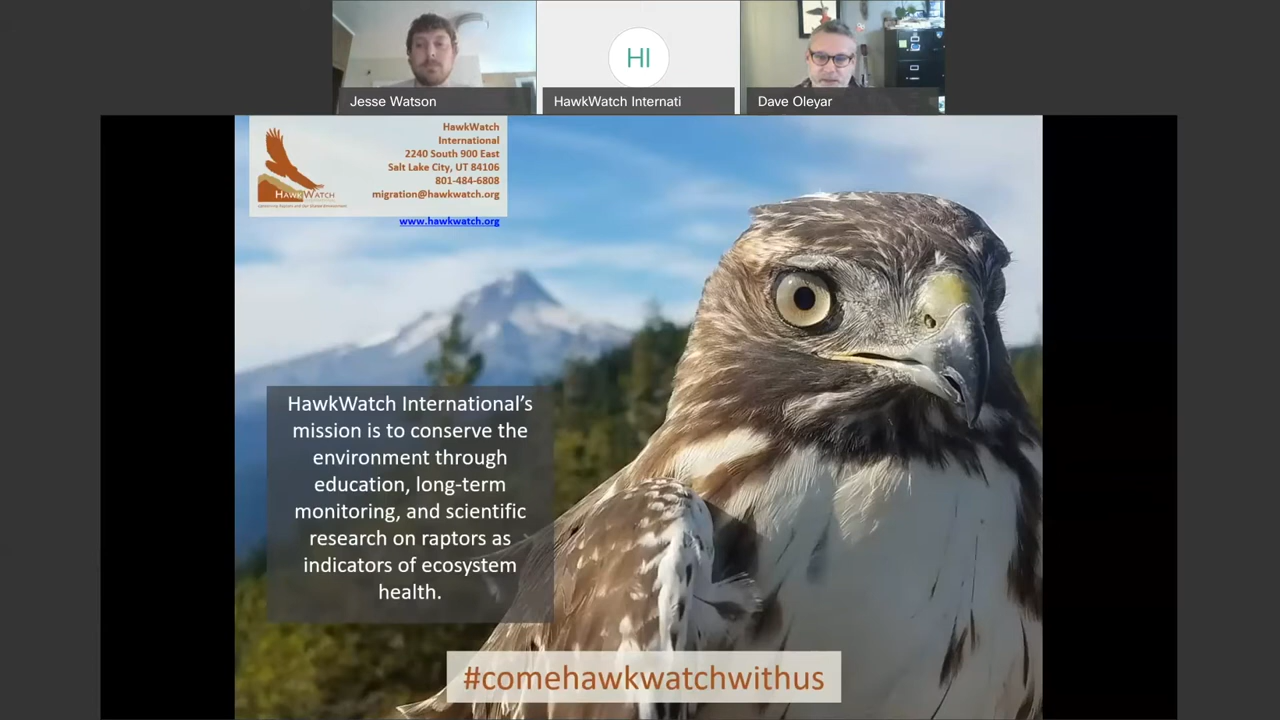 HI
Jesse Watson
HawkWatch Internati
Dave Oleyar
HawkWatch
International
2240 South 900 East
Salt Lake City, UT 84106
801-484-6808
migration@hawkwatch.org
www.hawkwatch.org
HAWKWATCH
HawkWatch International’s
mission is to conserve the
environment through
education, long-term
monitoring, and scientific
research on raptors as
indicators of ecosystem
health.
#comehawkwatchwithus